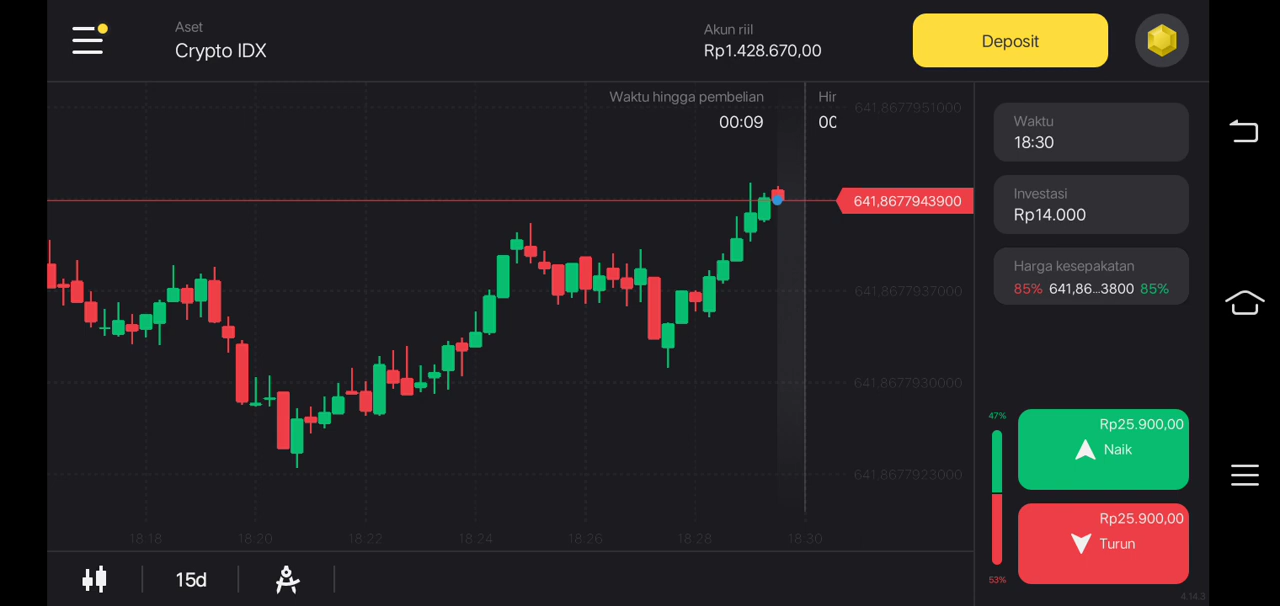 Aset
Crypto IDX
Akun riil
Rp1.428.670,00
Deposit
Waktu hingga pembelian
00:09
Hir
00
641,8677951000
641,8677943900
641,8677937000
641,8677930000
641,8677923000
18:18
18:20
18:22
18:24
18:26
18:28
18:30
15d
Waktu
18:30
Investasi
Rp14.000
Harga kesepakatan
85% 641,86...3800 85%
47%
Rp25.900,00
Naik
Rp25.900,00
Turun
53%
4.14.3